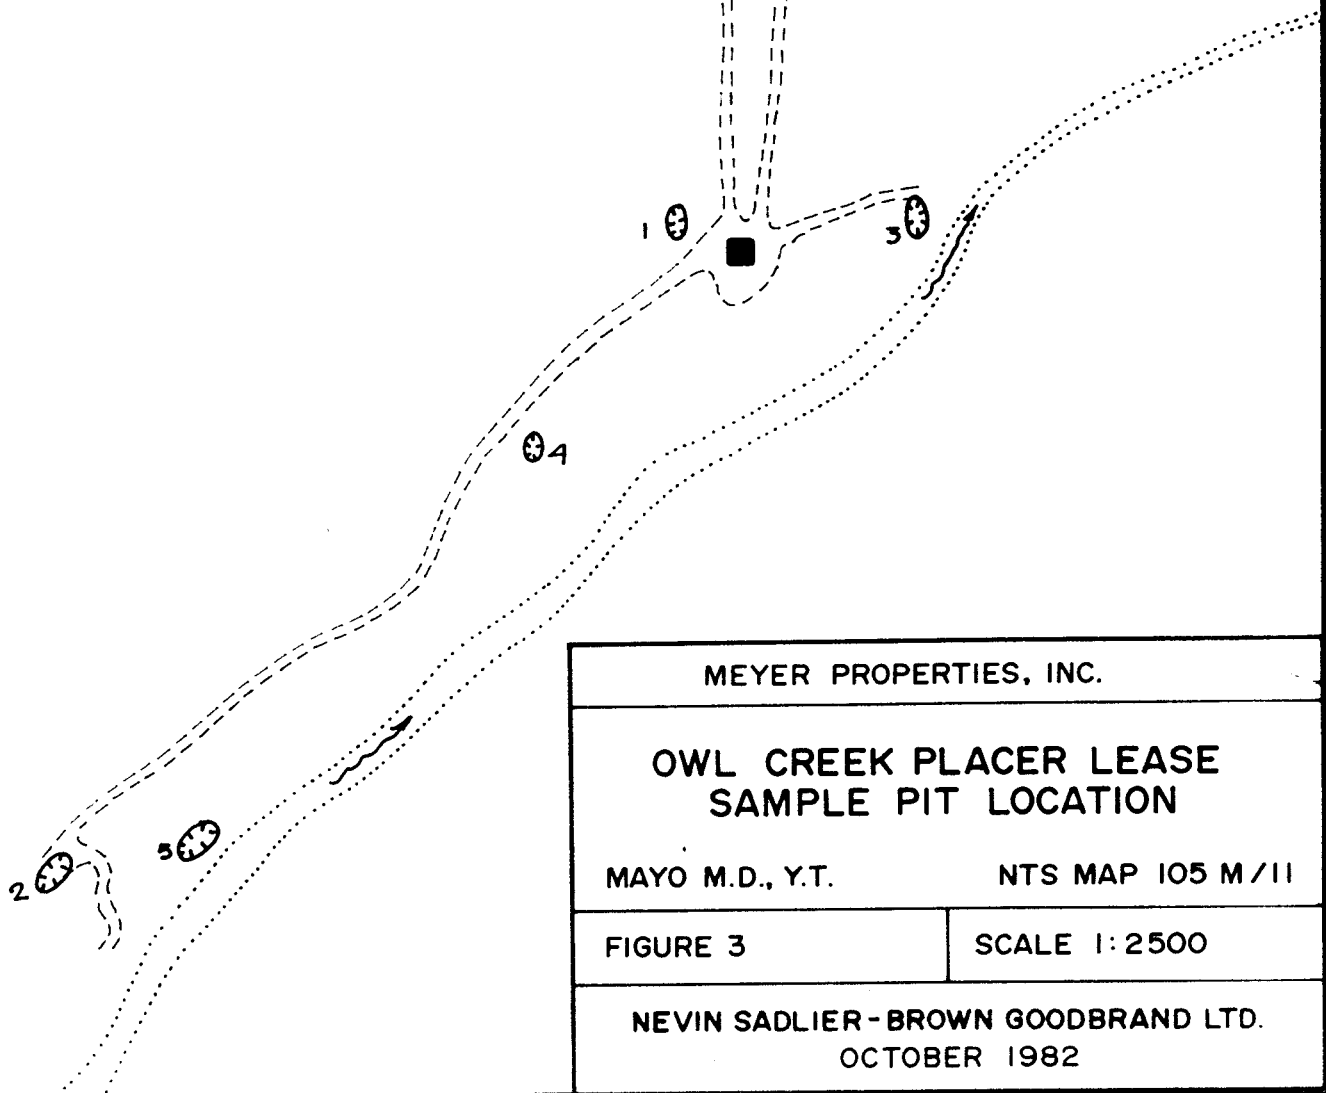 1
3
4
5
2
MEYER PROPERTIES, INC.
OWL CREEK PLACER LEASE
SAMPLE PIT LOCATION
MAYO M.D., Y.T. NTS MAP 105 M/11
FIGURE 3 SCALE 1:2500
NEVIN SADLIER-BROWN GOODBRAND LTD.
OCTOBER 1982